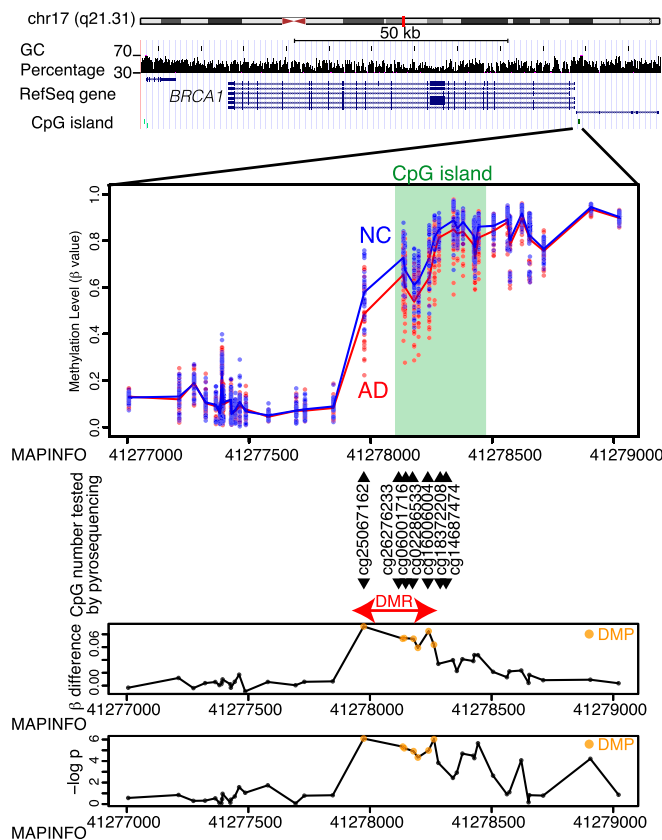 chr17 (q21.31)
50 kb
GC
Percentage
70
30
RefSeq gene
BRCA1
CpG island
CpG island
NC
AD
Methylation Level (β value)
0.0
0.2
0.4
0.6
0.8
1.0
MAPINFO
41277000
41277500
41278000
41278500
41279000
CpG number tested
by pyrosequencing
cg25067162
cg26276233
cg06001716
cg02286533
cg16006004
cg18372208
cg14687474
DMR
β difference
0.00
0.06
DMP
41277000
41277500
41278000
41278500
41279000
MAPINFO
−log p
0
2
4
6
DMP
41277000
41277500
41278000
41278500
41279000
MAPINFO